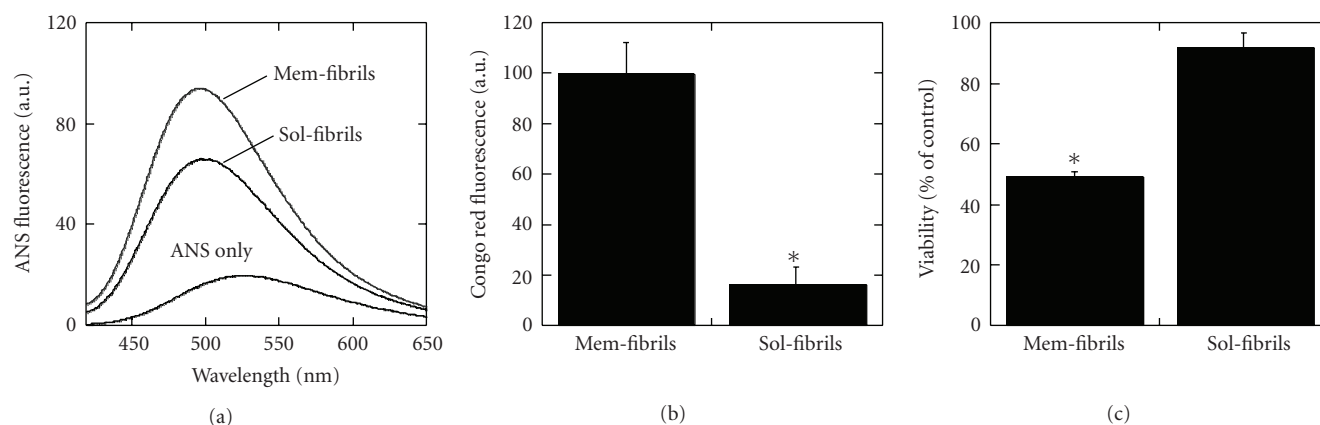 120
80
40
0
450
500
550
600
650
ANS fluorescence (a.u.)
Wavelength (nm)
Mem-fibrils
Sol-fibrils
ANS only
(a)
120
100
80
60
40
20
0
Congo red fluorescence (a.u.)
*
Mem-fibrils
Sol-fibrils
(b)
100
80
60
40
20
0
Viability (% of control)
*
Mem-fibrils
Sol-fibrils
(c)